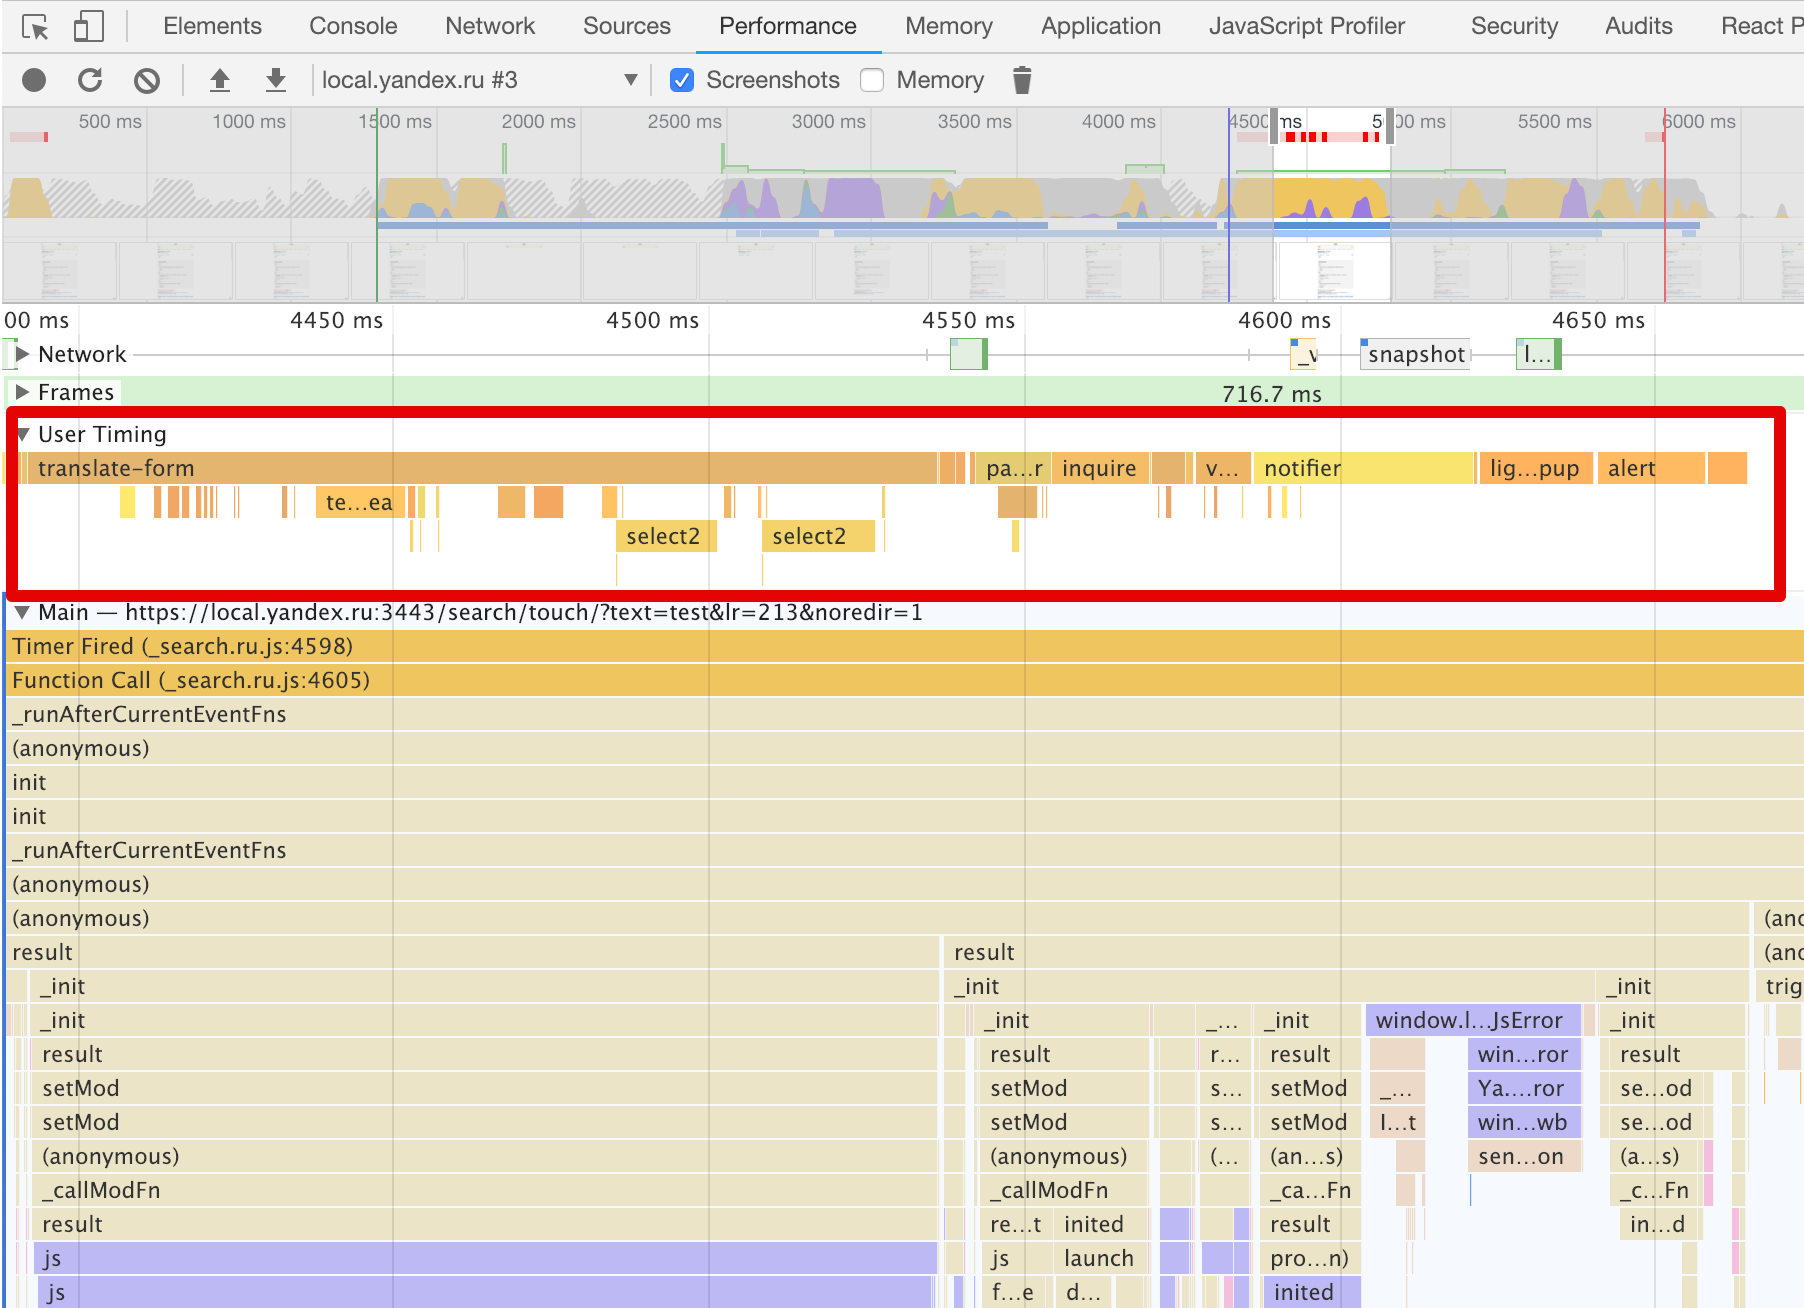 Elements Console Network Sources Performance Memory Application JavaScript Profiler Security Audits React P
local.yandex.ru #3 Screenshots Memory
500 ms 1000 ms 1500 ms 2000 ms 2500 ms 3000 ms 3500 ms 4000 ms 4500 ms 5000 ms 5500 ms 6000 ms
00 ms 4450 ms 4500 ms 4550 ms 4600 ms 4650 ms
Network _v snapshot l...
Frames 716.7 ms
User Timing
translate-form pa...r inquire v... notifier lig...pup alert
te...ea
select2 select2
Main — https://local.yandex.ru:3443/search/touch/?text=test&lr=213&noredir=1
Timer Fired (_search.ru.js:4598)
Function Call (_search.ru.js:4605)
_runAfterCurrentEventFns
(anonymous)
init
init
_runAfterCurrentEventFns
(anonymous)
(anonymous) (ano
result result (ano
_init _init _init trig
_init _init _... _init window.l...JsError _init
result result r... result win...ror result
setMod setMod s... setMod _... Ya....ror se...od
setMod setMod s... setMod l...t win...wb se...od
(anonymous) (anonymous) (... (an...s) sen...on (a...s)
_callModFn _callModFn _ca...Fn _c...Fn
result re...t inited result in...d
js js launch pro...n)
js f...e d... inited